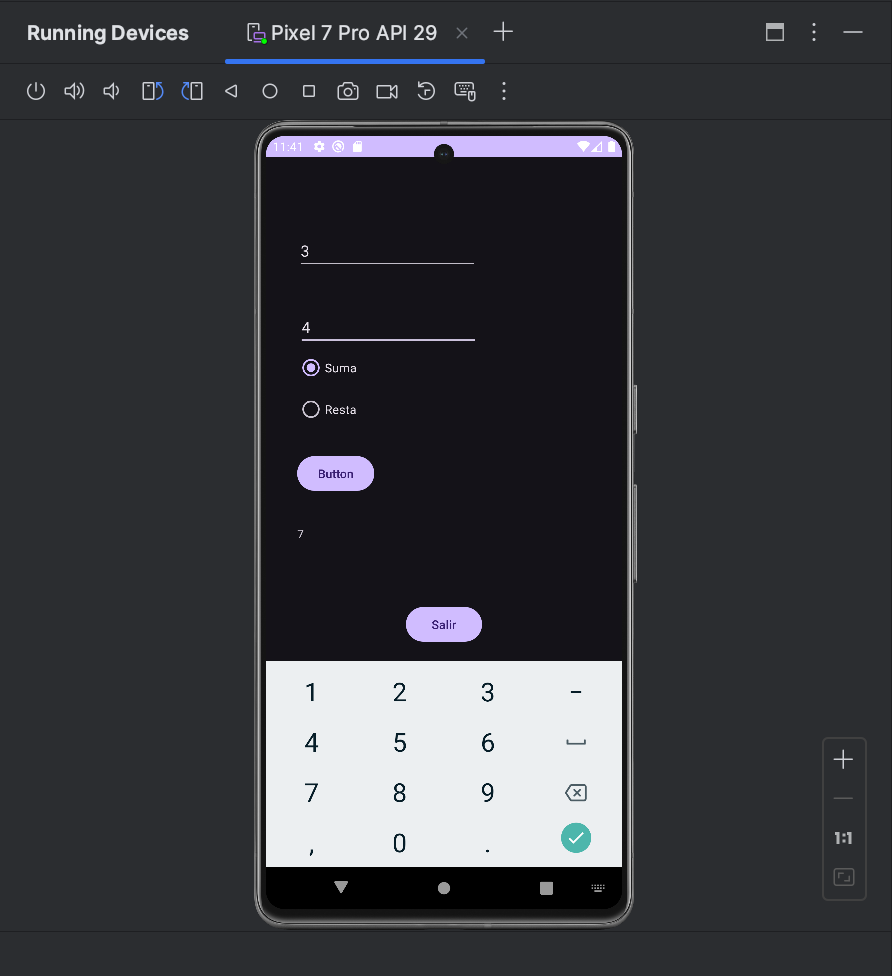 Running Devices Pixel 7 Pro API 29
11:41
3
4
Suma
Resta
Button
7
Salir
1 2 3 -
4 5 6
7 8 9
, 0 .
1:1